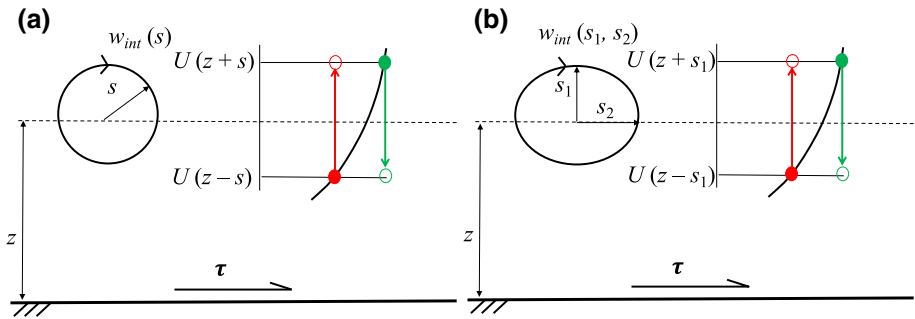 (a)
w_int (s)
s
U (z + s)
U (z − s)
z
τ
(b)
w_int (s₁, s₂)
s₁
s₂
U (z + s₁)
U (z − s₁)
z
τ